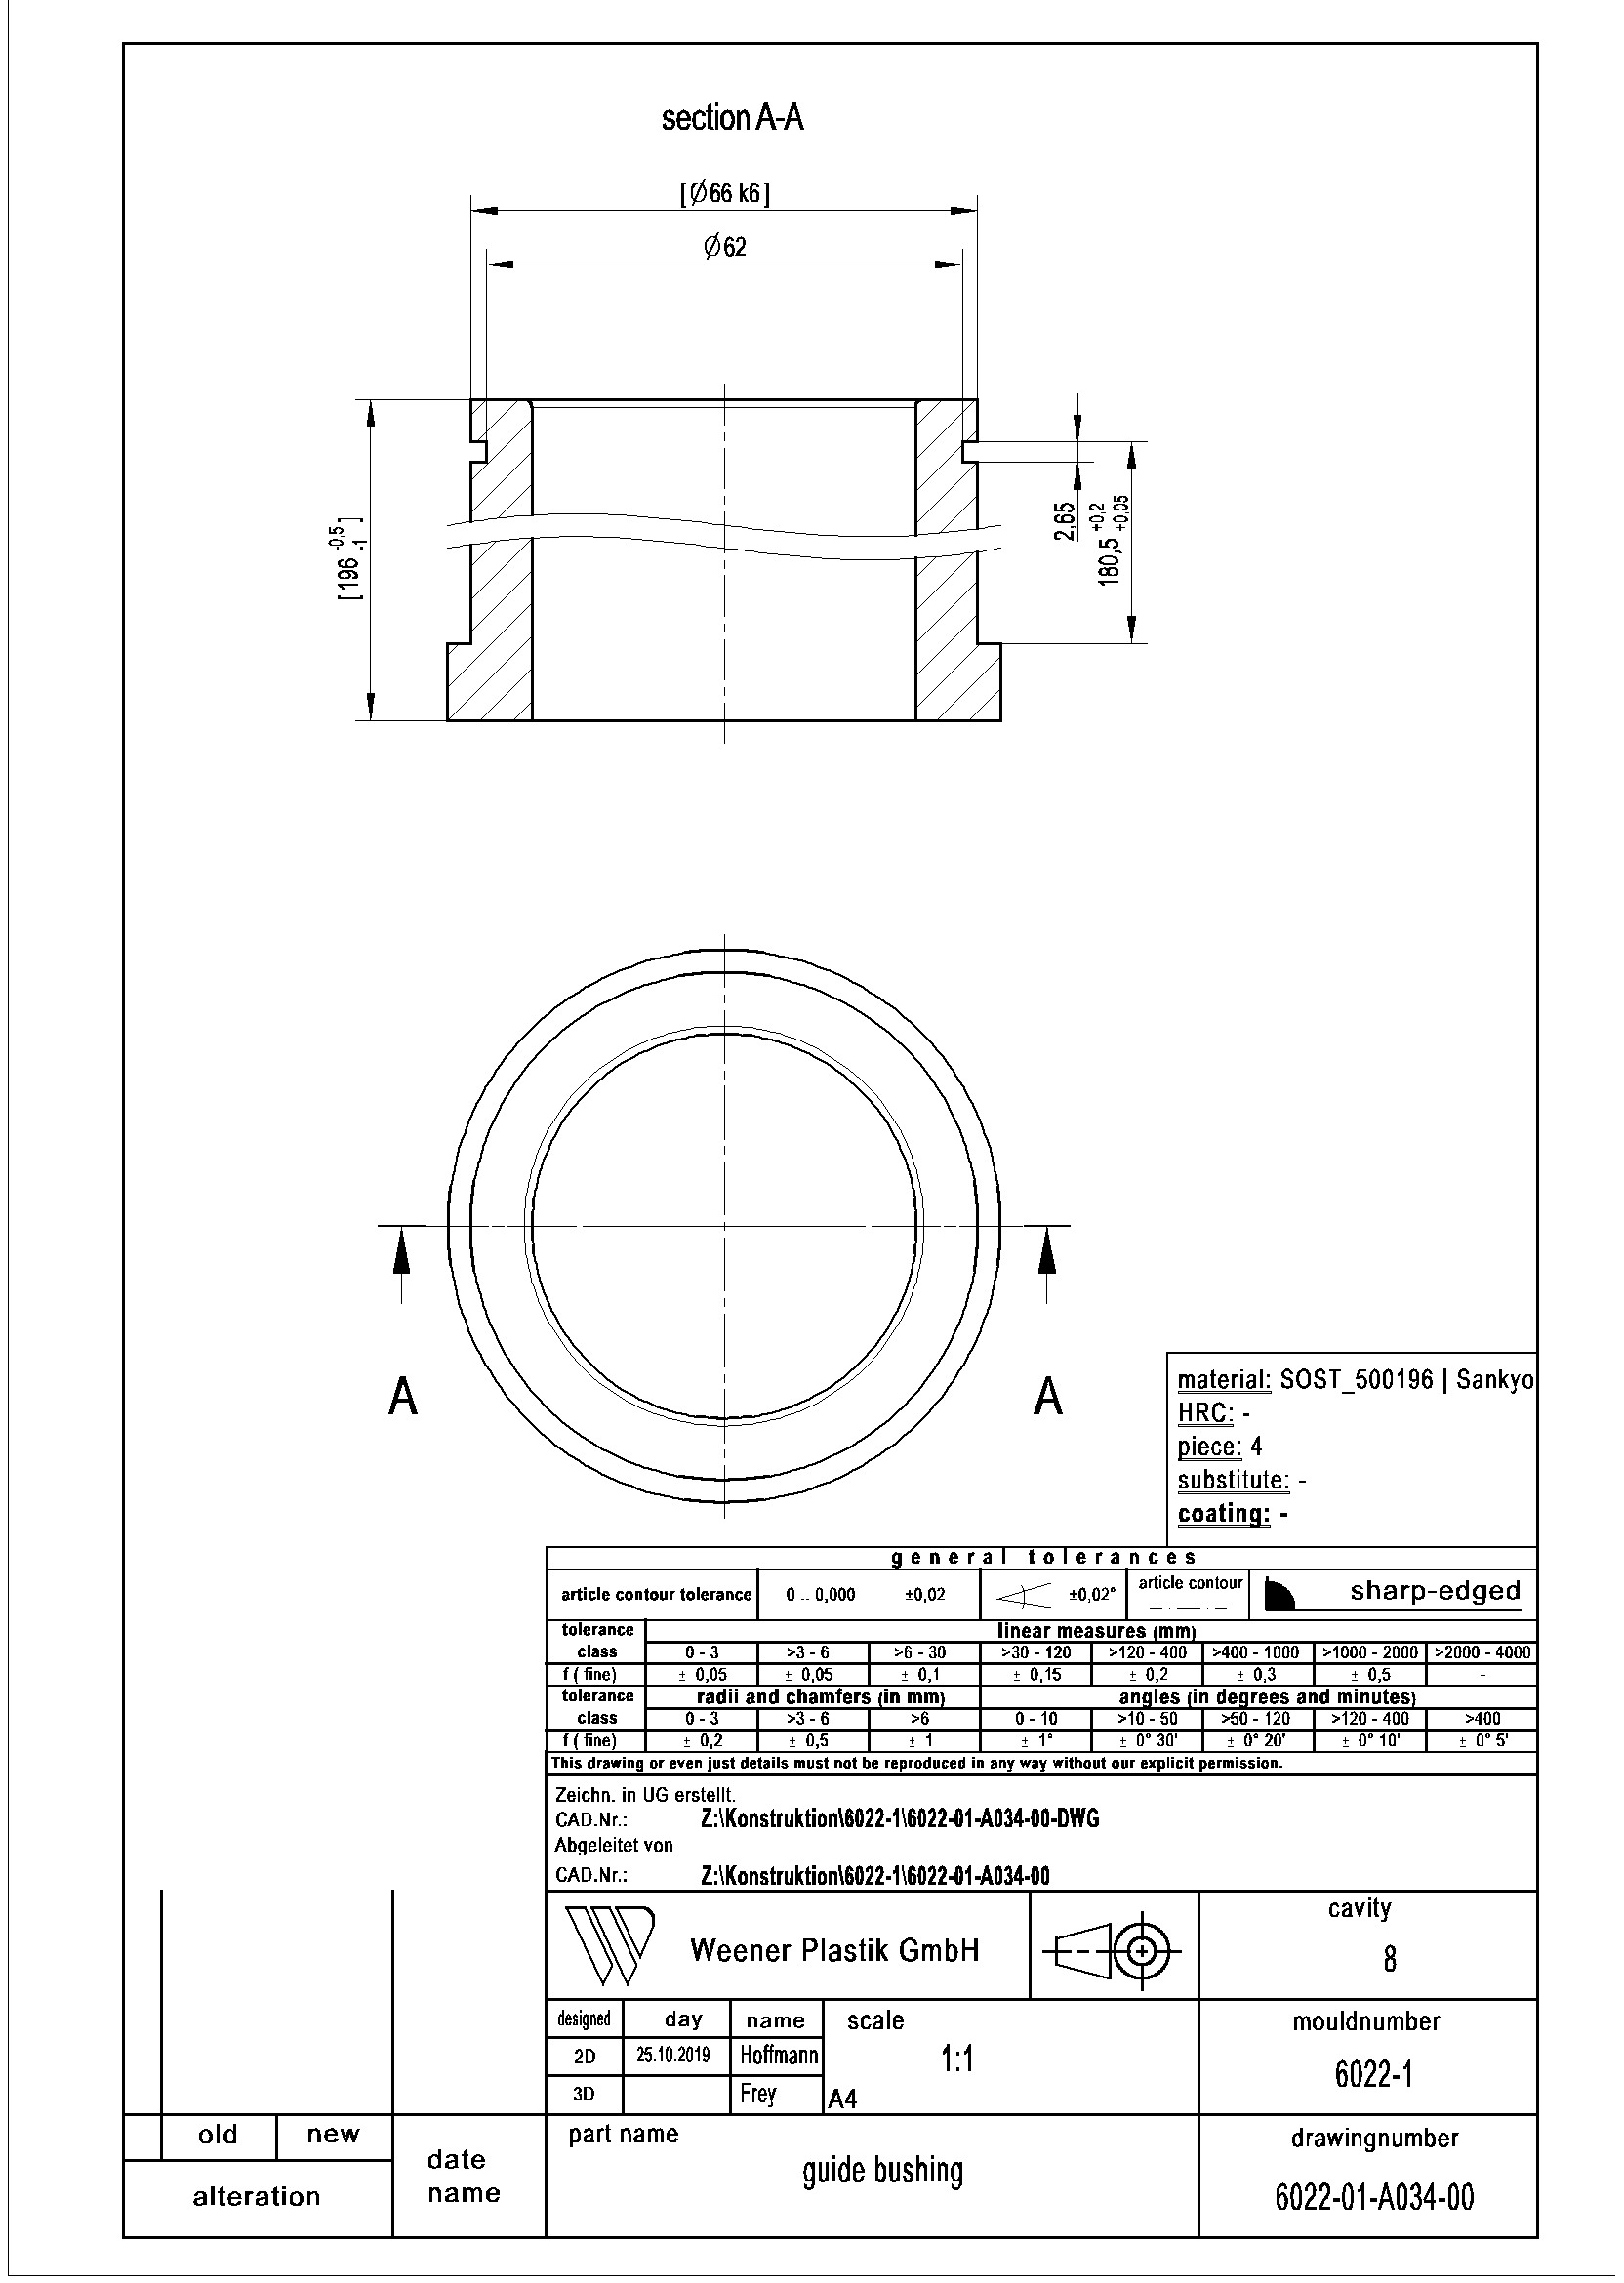 section A-A
[Ø66 k6]
Ø62
[196 -0,5 -1]
2,65
180,5 +0,2 +0,05
A A
material: SOST_500196 | Sankyo
HRC: -
piece: 4
substitute: -
coating: -
general tolerances
article contour tolerance 0 .. 0,000 ±0,02 ±0,02° article contour sharp-edged
tolerance class linear measures (mm)
0 - 3 >3 - 6 >6 - 30 >30 - 120 >120 - 400 >400 - 1000 >1000 - 2000 >2000 - 4000
f ( fine) ± 0,05 ± 0,05 ± 0,1 ± 0,15 ± 0,2 ± 0,3 ± 0,5 -
tolerance class radii and chamfers (in mm) angles (in degrees and minutes)
0 - 3 >3 - 6 >6 0 - 10 >10 - 50 >50 - 120 >120 - 400 >400
f ( fine) ± 0,2 ± 0,5 ± 1 ± 1° ± 0° 30' ± 0° 20' ± 0° 10' ± 0° 5'
This drawing or even just details must not be reproduced in any way without our explicit permission.
Zeichn. in UG erstellt.
CAD.Nr.: Z:\Konstruktion\6022-1\6022-01-A034-00-DWG
Abgeleitet von
CAD.Nr.: Z:\Konstruktion\6022-1\6022-01-A034-00
Weener Plastik GmbH
cavity
8
designed day name scale
2D 25.10.2019 Hoffmann 1:1
3D Frey A4
mouldnumber
6022-1
old new
alteration
date
name
part name
guide bushing
drawingnumber
6022-01-A034-00